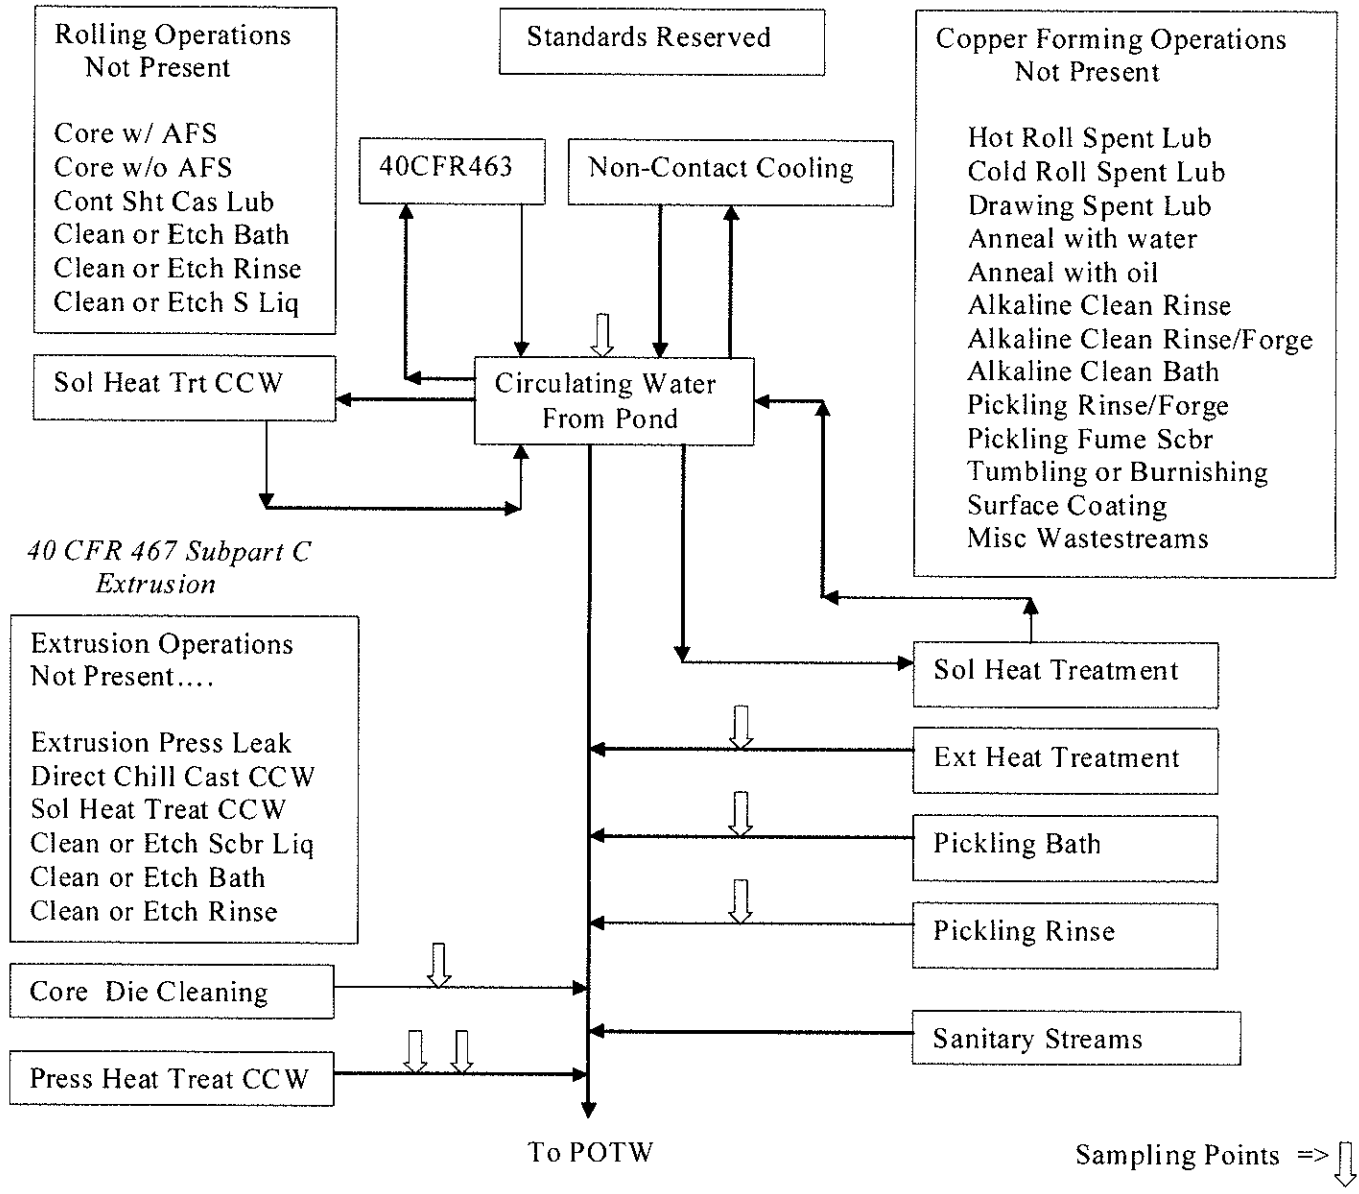 Rolling Operations
Not Present
Core w/ AFS
Core w/o AFS
Cont Sht Cas Lub
Clean or Etch Bath
Clean or Etch Rinse
Clean or Etch S Liq
Standards Reserved
40CFR463
Non-Contact Cooling
Copper Forming Operations
Not Present
Hot Roll Spent Lub
Cold Roll Spent Lub
Drawing Spent Lub
Anneal with water
Anneal with oil
Alkaline Clean Rinse
Alkaline Clean Rinse/Forge
Alkaline Clean Bath
Pickling Rinse/Forge
Pickling Fume Scbr
Tumbling or Burnishing
Surface Coating
Misc Wastestreams
Sol Heat Trt CCW
Circulating Water
From Pond
40 CFR 467 Subpart C
Extrusion
Extrusion Operations
Not Present....
Extrusion Press Leak
Direct Chill Cast CCW
Sol Heat Treat CCW
Clean or Etch Scbr Liq
Clean or Etch Bath
Clean or Etch Rinse
Sol Heat Treatment
Ext Heat Treatment
Pickling Bath
Pickling Rinse
Core Die Cleaning
Sanitary Streams
Press Heat Treat CCW
To POTW
Sampling Points =>